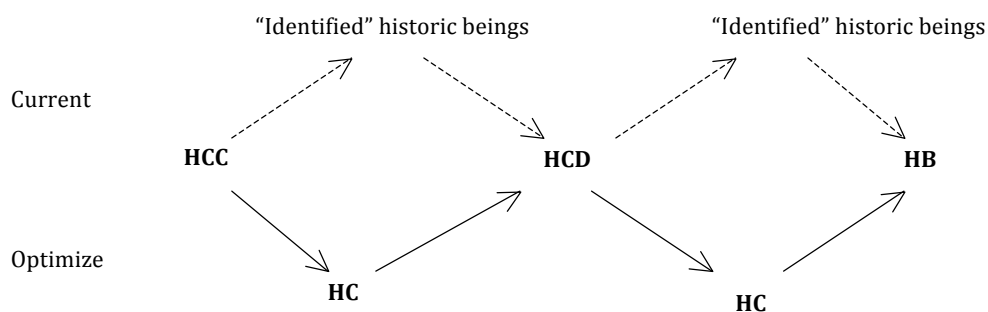 “Identified” historic beings “Identified” historic beings
Current
HCC HCD HB
Optimize
HC HC